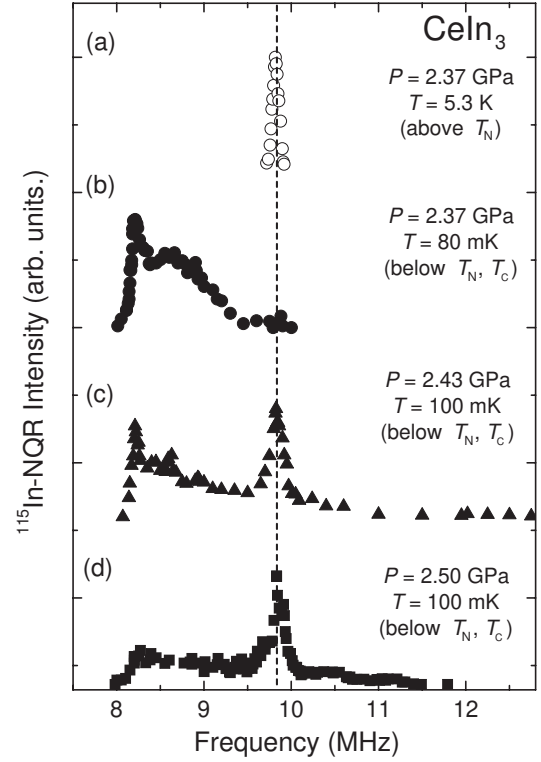 CeIn3
(a)
P = 2.37 GPa
T = 5.3 K
(above TN)
(b)
P = 2.37 GPa
T = 80 mK
(below TN, Tc)
(c)
P = 2.43 GPa
T = 100 mK
(below TN, Tc)
(d)
P = 2.50 GPa
T = 100 mK
(below TN, Tc)
115In-NQR Intensity (arb. units.)
8 9 10 11 12
Frequency (MHz)